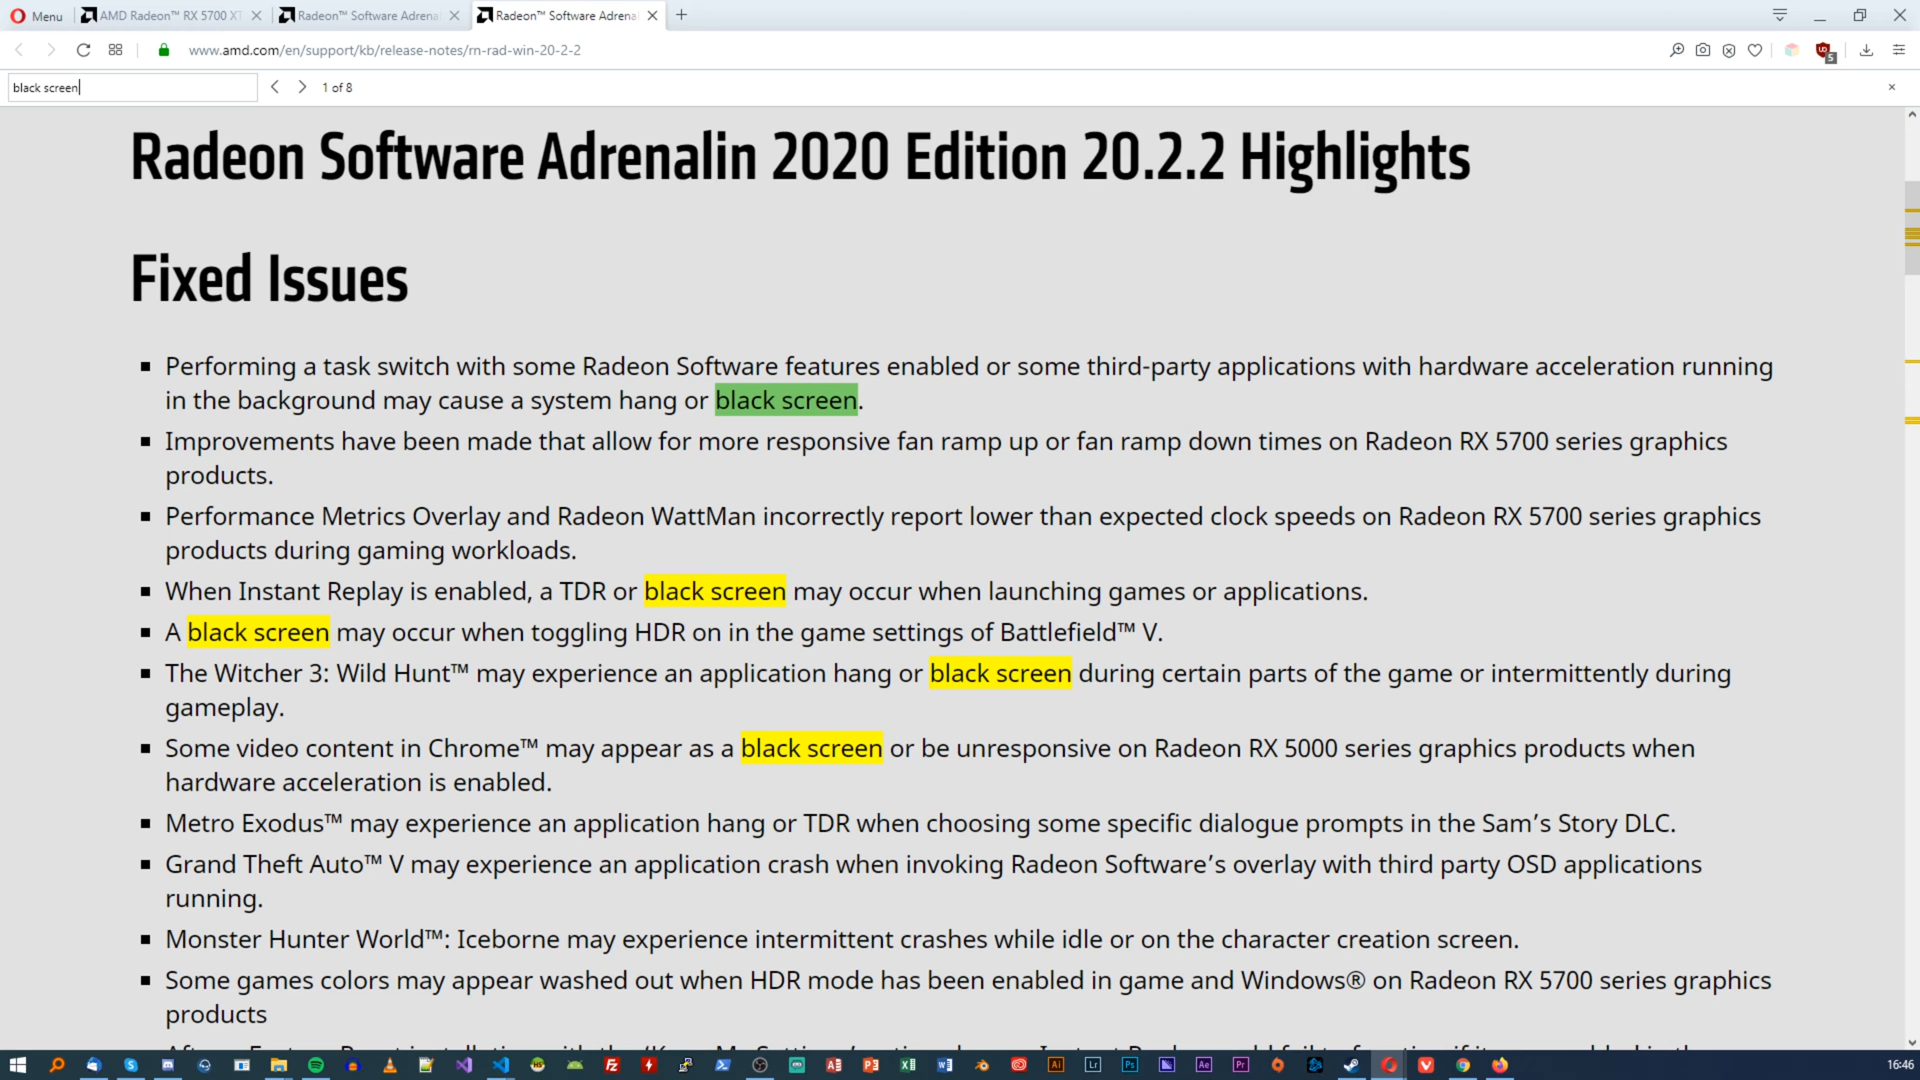 Menu
AMD Radeon™ RX 5700 XT
Radeon™ Software Adrena
Radeon™ Software Adrena
www.amd.com/en/support/kb/release-notes/rn-rad-win-20-2-2
5
black screen
1 of 8
Radeon Software Adrenalin 2020 Edition 20.2.2 Highlights
Fixed Issues
Performing a task switch with some Radeon Software features enabled or some third-party applications with hardware acceleration running
in the background may cause a system hang or black screen.
Improvements have been made that allow for more responsive fan ramp up or fan ramp down times on Radeon RX 5700 series graphics
products.
Performance Metrics Overlay and Radeon WattMan incorrectly report lower than expected clock speeds on Radeon RX 5700 series graphics
products during gaming workloads.
When Instant Replay is enabled, a TDR or black screen may occur when launching games or applications.
A black screen may occur when toggling HDR on in the game settings of Battlefield™ V.
The Witcher 3: Wild Hunt™ may experience an application hang or black screen during certain parts of the game or intermittently during
gameplay.
Some video content in Chrome™ may appear as a black screen or be unresponsive on Radeon RX 5000 series graphics products when
hardware acceleration is enabled.
Metro Exodus™ may experience an application hang or TDR when choosing some specific dialogue prompts in the Sam’s Story DLC.
Grand Theft Auto™ V may experience an application crash when invoking Radeon Software’s overlay with third party OSD applications
running.
Monster Hunter World™: Iceborne may experience intermittent crashes while idle or on the character creation screen.
Some games colors may appear washed out when HDR mode has been enabled in game and Windows® on Radeon RX 5700 series graphics
products
16:46